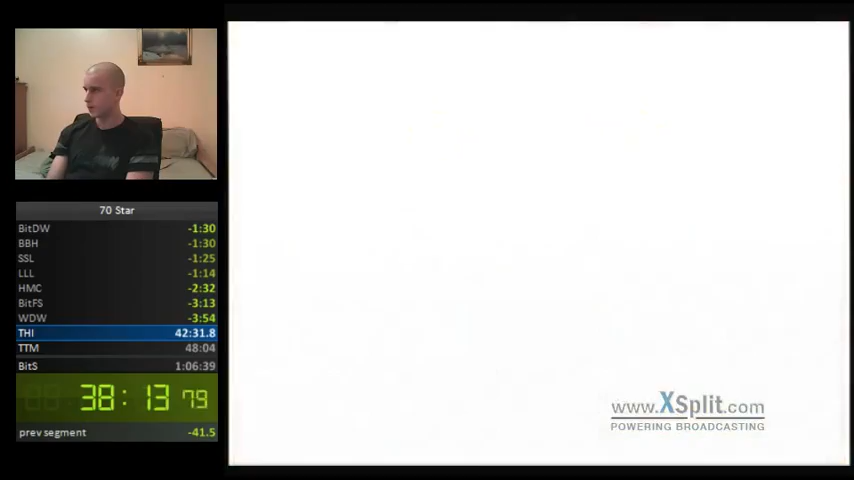 70 Star
BitDW -1:30
BBH -1:30
SSL -1:25
LLL -1:14
HMC -2:32
BitFS -3:13
WDW -3:54
THI 42:31.8
TTM 48:04
BitS 1:06:39
38:13 79
prev segment -41.5
www.XSplit.com
POWERING BROADCASTING